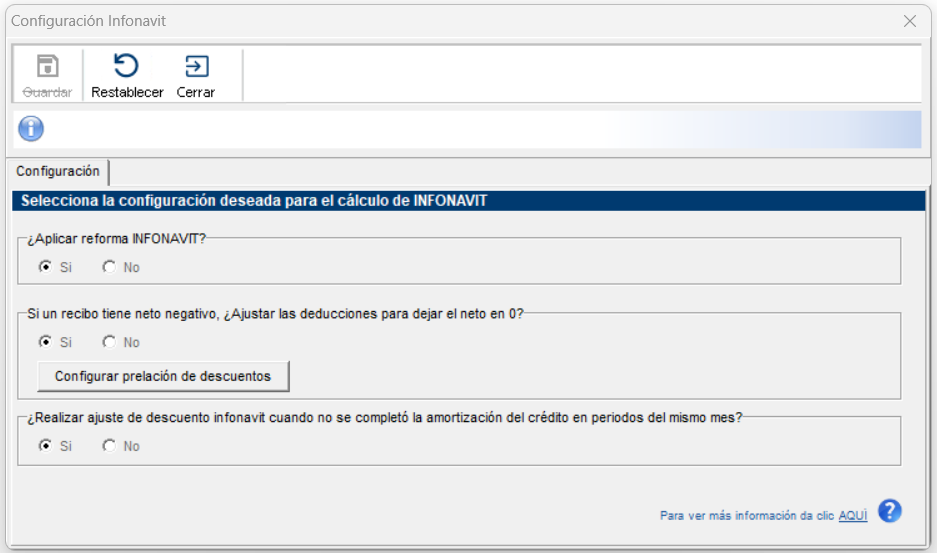 Configuración Infonavit
Guardar
Restablecer
Cerrar
Configuración
Selecciona la configuración deseada para el cálculo de INFONAVIT
¿Aplicar reforma INFONAVIT?
Si
No
Si un recibo tiene neto negativo, ¿Ajustar las deducciones para dejar el neto en 0?
Si
No
Configurar prelación de descuentos
¿Realizar ajuste de descuento infonavit cuando no se completó la amortización del crédito en periodos del mismo mes?
Si
No
Para ver más información da clic AQUÌ